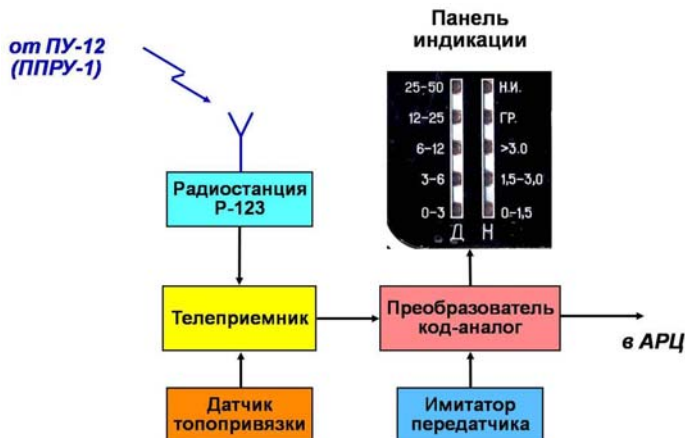 от ПУ-12
(ППРУ-1)
Панель
индикации
25-50 Н.И.
12-25 ГР.
6-12 >3.0
3-6 1,5-3,0
0-3 0-1,5
Д Н
Радиостанция
Р-123
Телеприемник
Преобразователь
код-аналог
в АРЦ
Датчик
топопривязки
Имитатор
передатчика